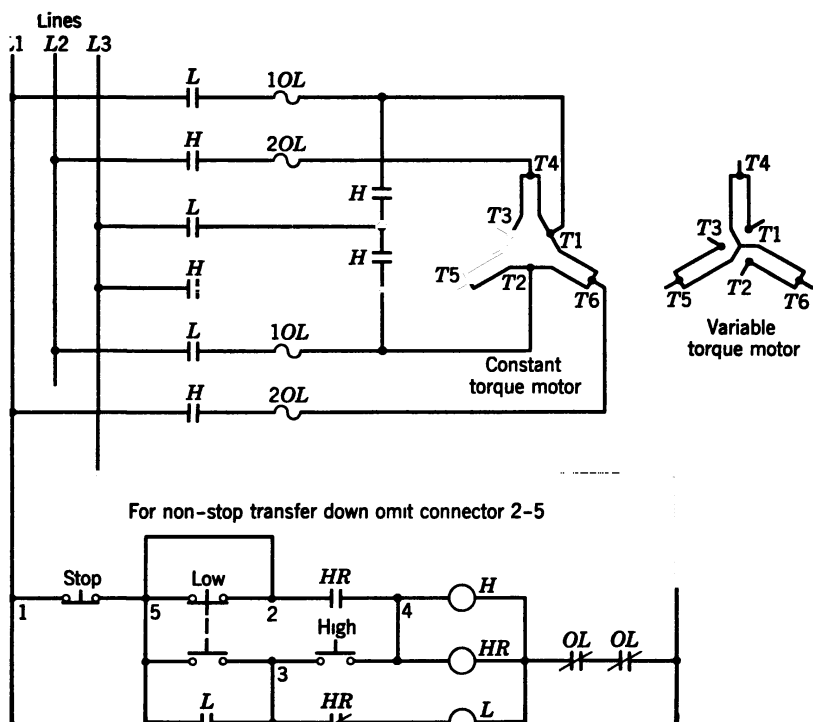 Lines
L1 L2 L3
L 1OL
H 2OL
T4
H
T3
L
T1
H
T5
T2
H
T6
L 1OL
Constant
torque motor
H 2OL
T4
T3 T1
T2
T5 T6
Variable
torque motor
For non-stop transfer down omit connector 2-5
Stop Low HR H
1 5 2 4
High
HR OL OL
3
L HR L